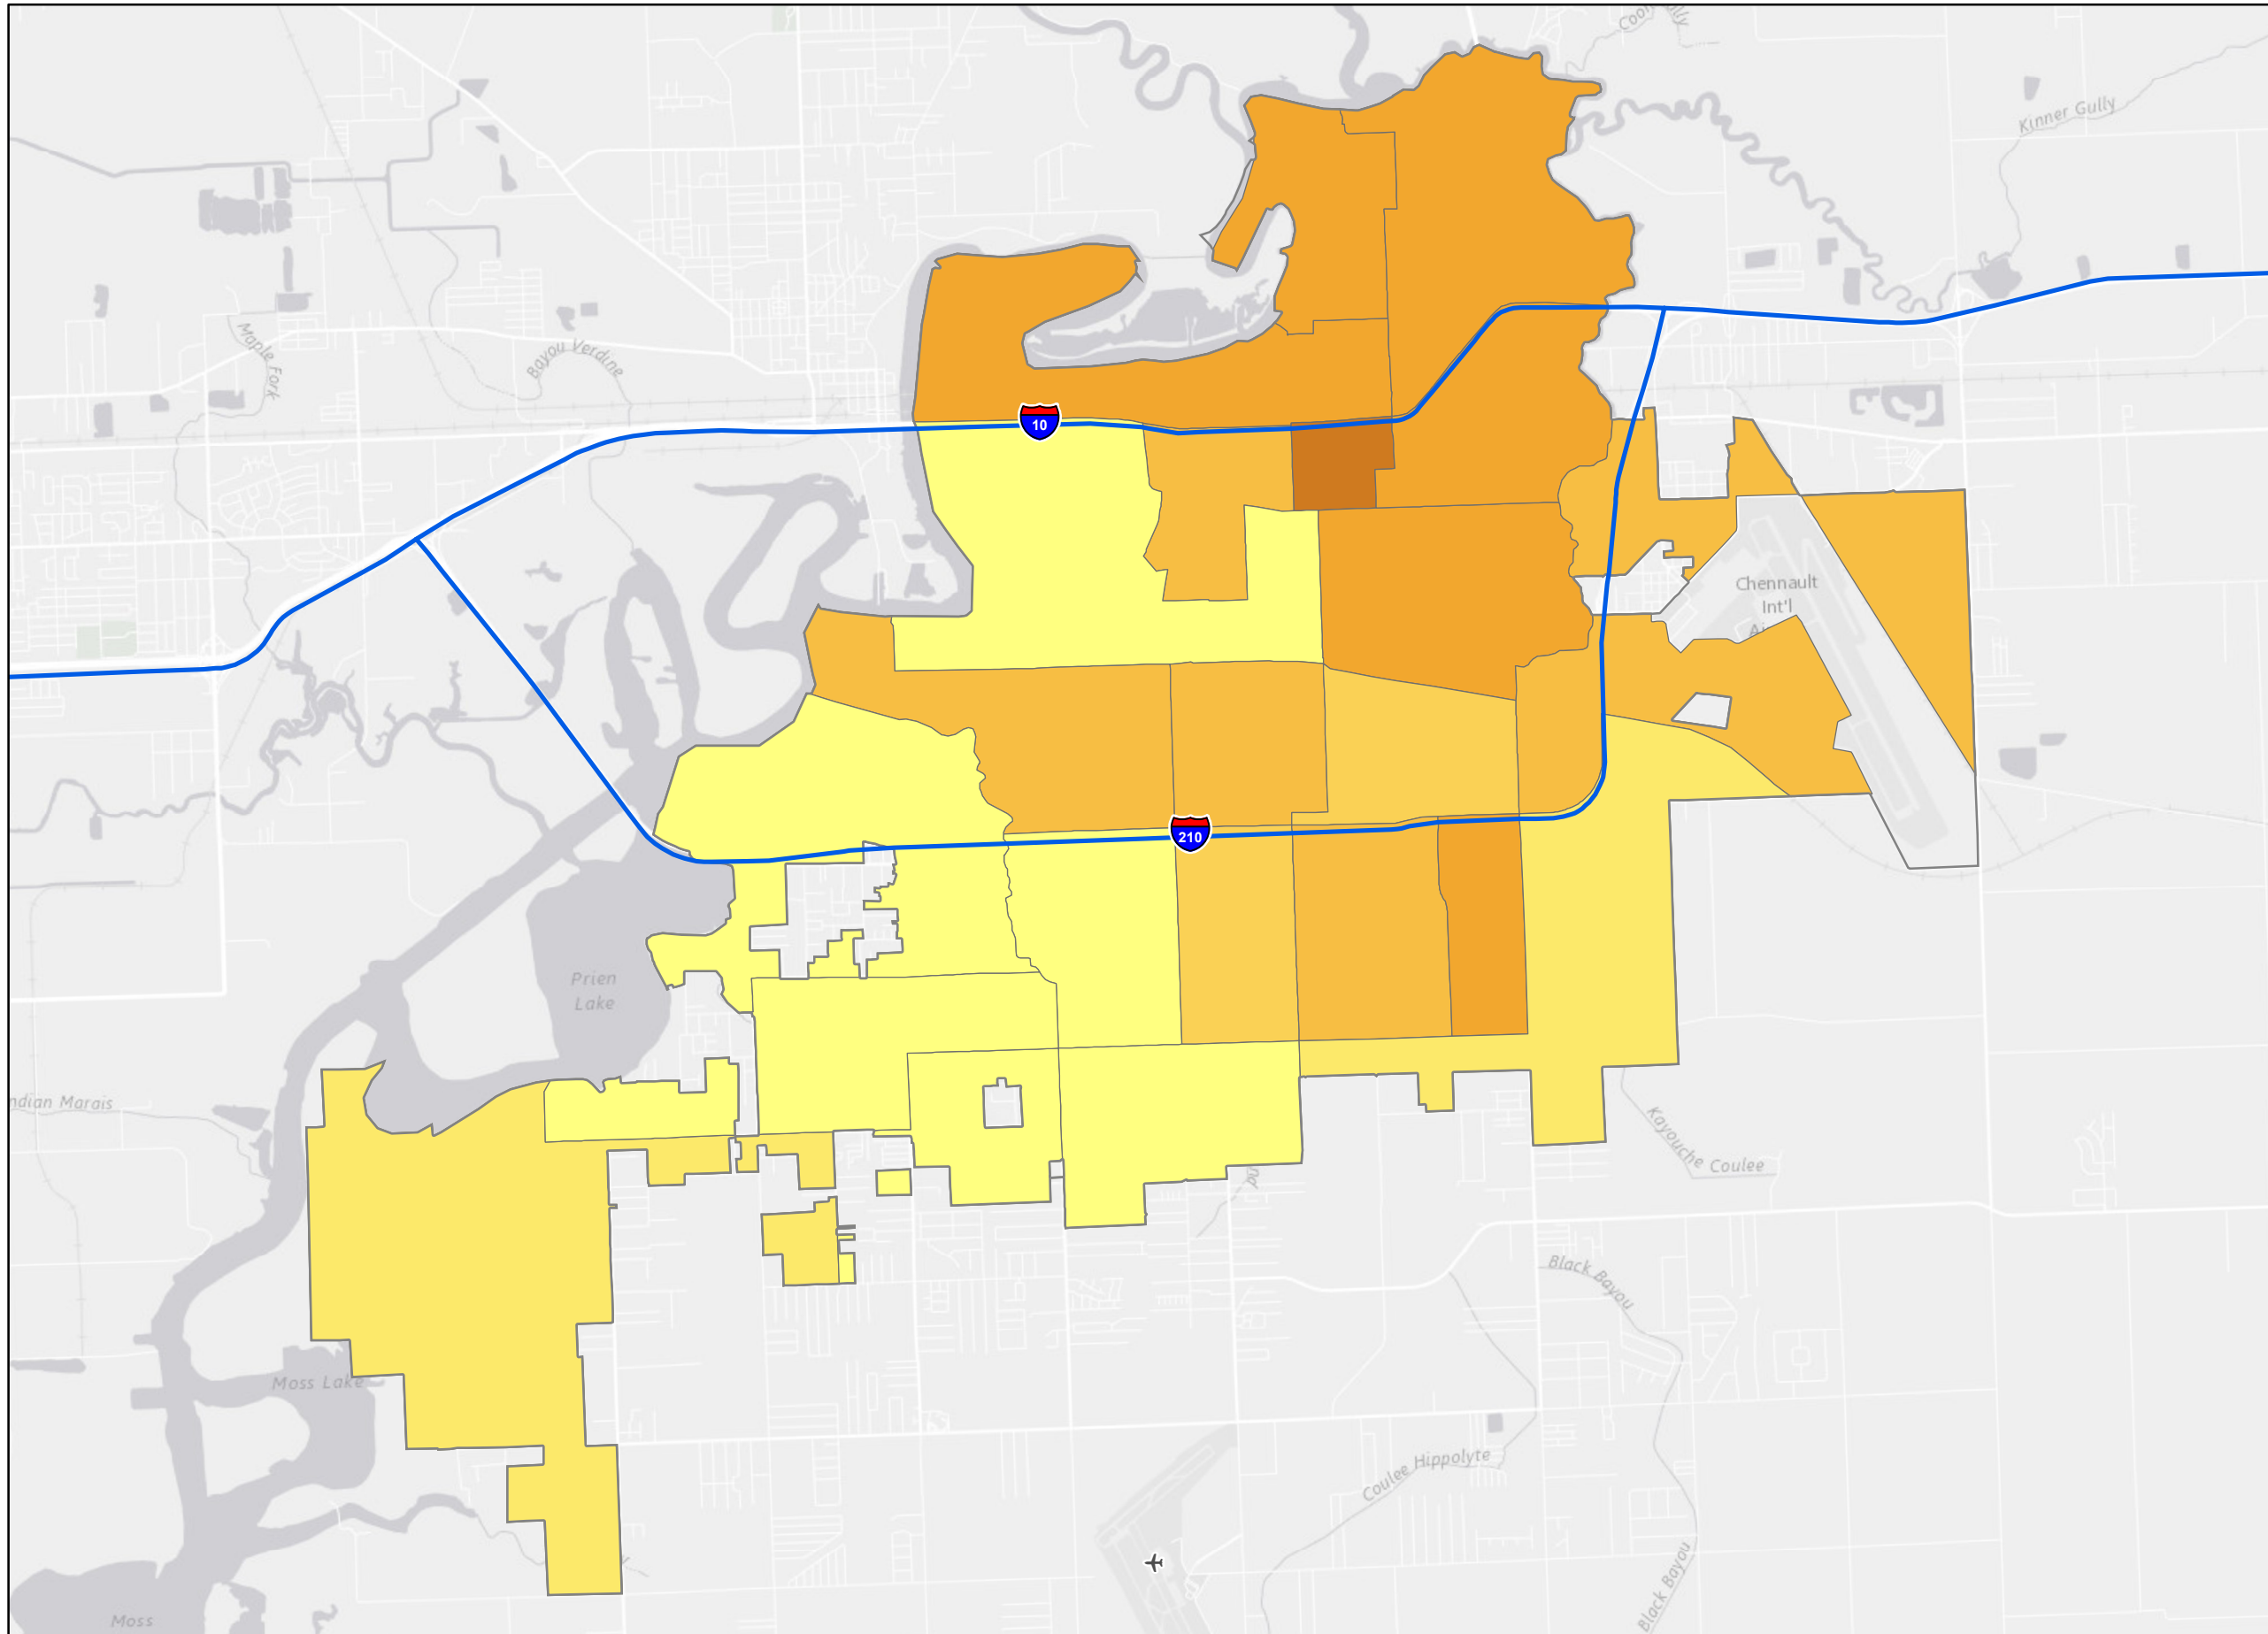 Kinner Gully
Maple Fork
Bayou Verdine
10
Chennault
Int'l
210
Prien
Lake
ndian Marais
Kayouche Coulee
Black Bayou
Moss Lake
Coulee Hippolyte
Black Bayou
Moss